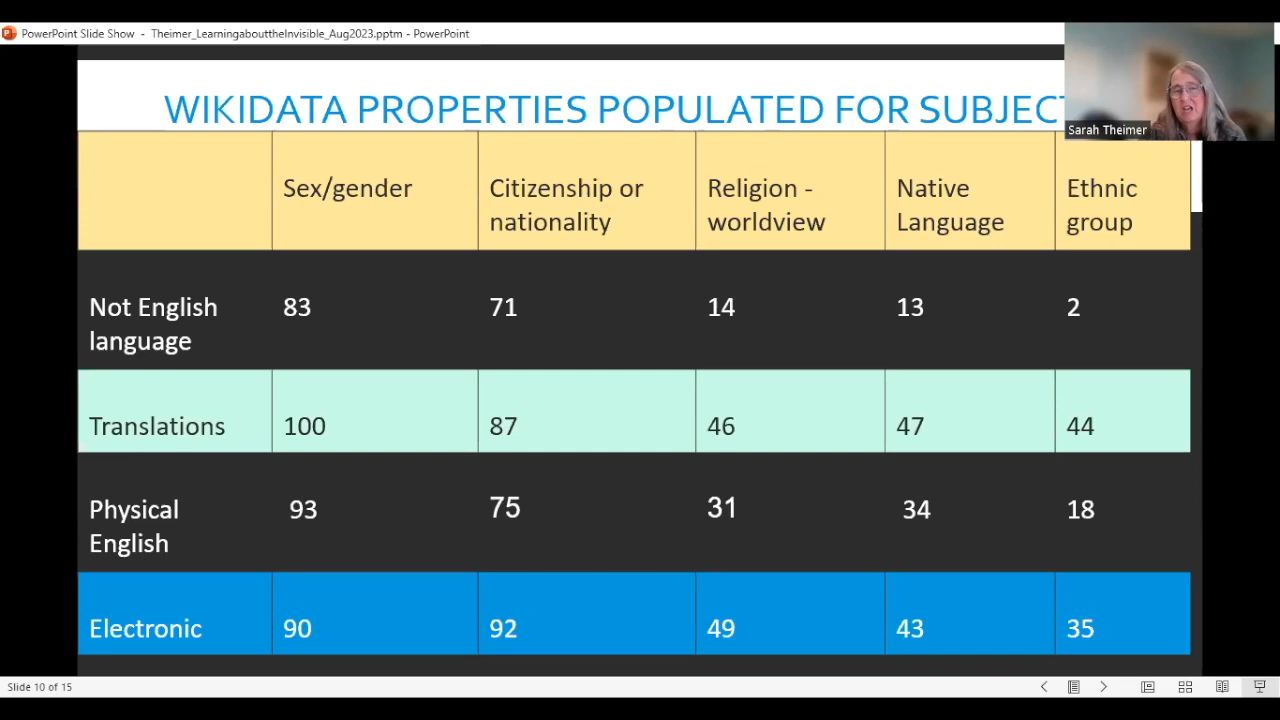 PowerPoint Slide Show - Theimer_LearningabouttheInvisible_Aug2023.pptm - PowerPoint
WIKIDATA PROPERTIES POPULATED FOR SUBJECT
Sarah Theimer
Sex/gender
Citizenship or
nationality
Religion -
worldview
Native
Language
Ethnic
group
Not English
language
83
71
14
13
2
Translations
100
87
46
47
44
Physical
English
93
75
31
34
18
Electronic
90
92
49
43
35
Slide 10 of 15